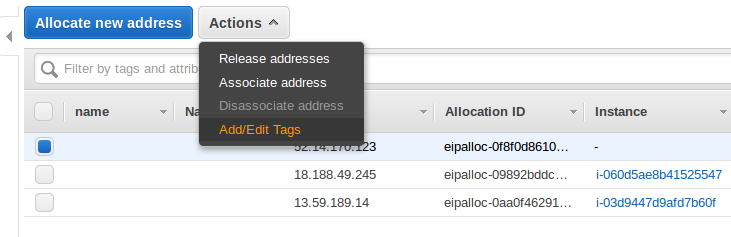 Allocate new address Actions
Release addresses
Filter by tags and attrib
Associate address
Disassociate address
name Na Allocation ID Instance
Add/Edit Tags
52.14.170.123 eipalloc-0f8f0d8610... -
18.188.49.245 eipalloc-09892bddc... i-060d5ae8b41525547
13.59.189.14 eipalloc-0aa0f46291... i-03d9447d9afd7b60f